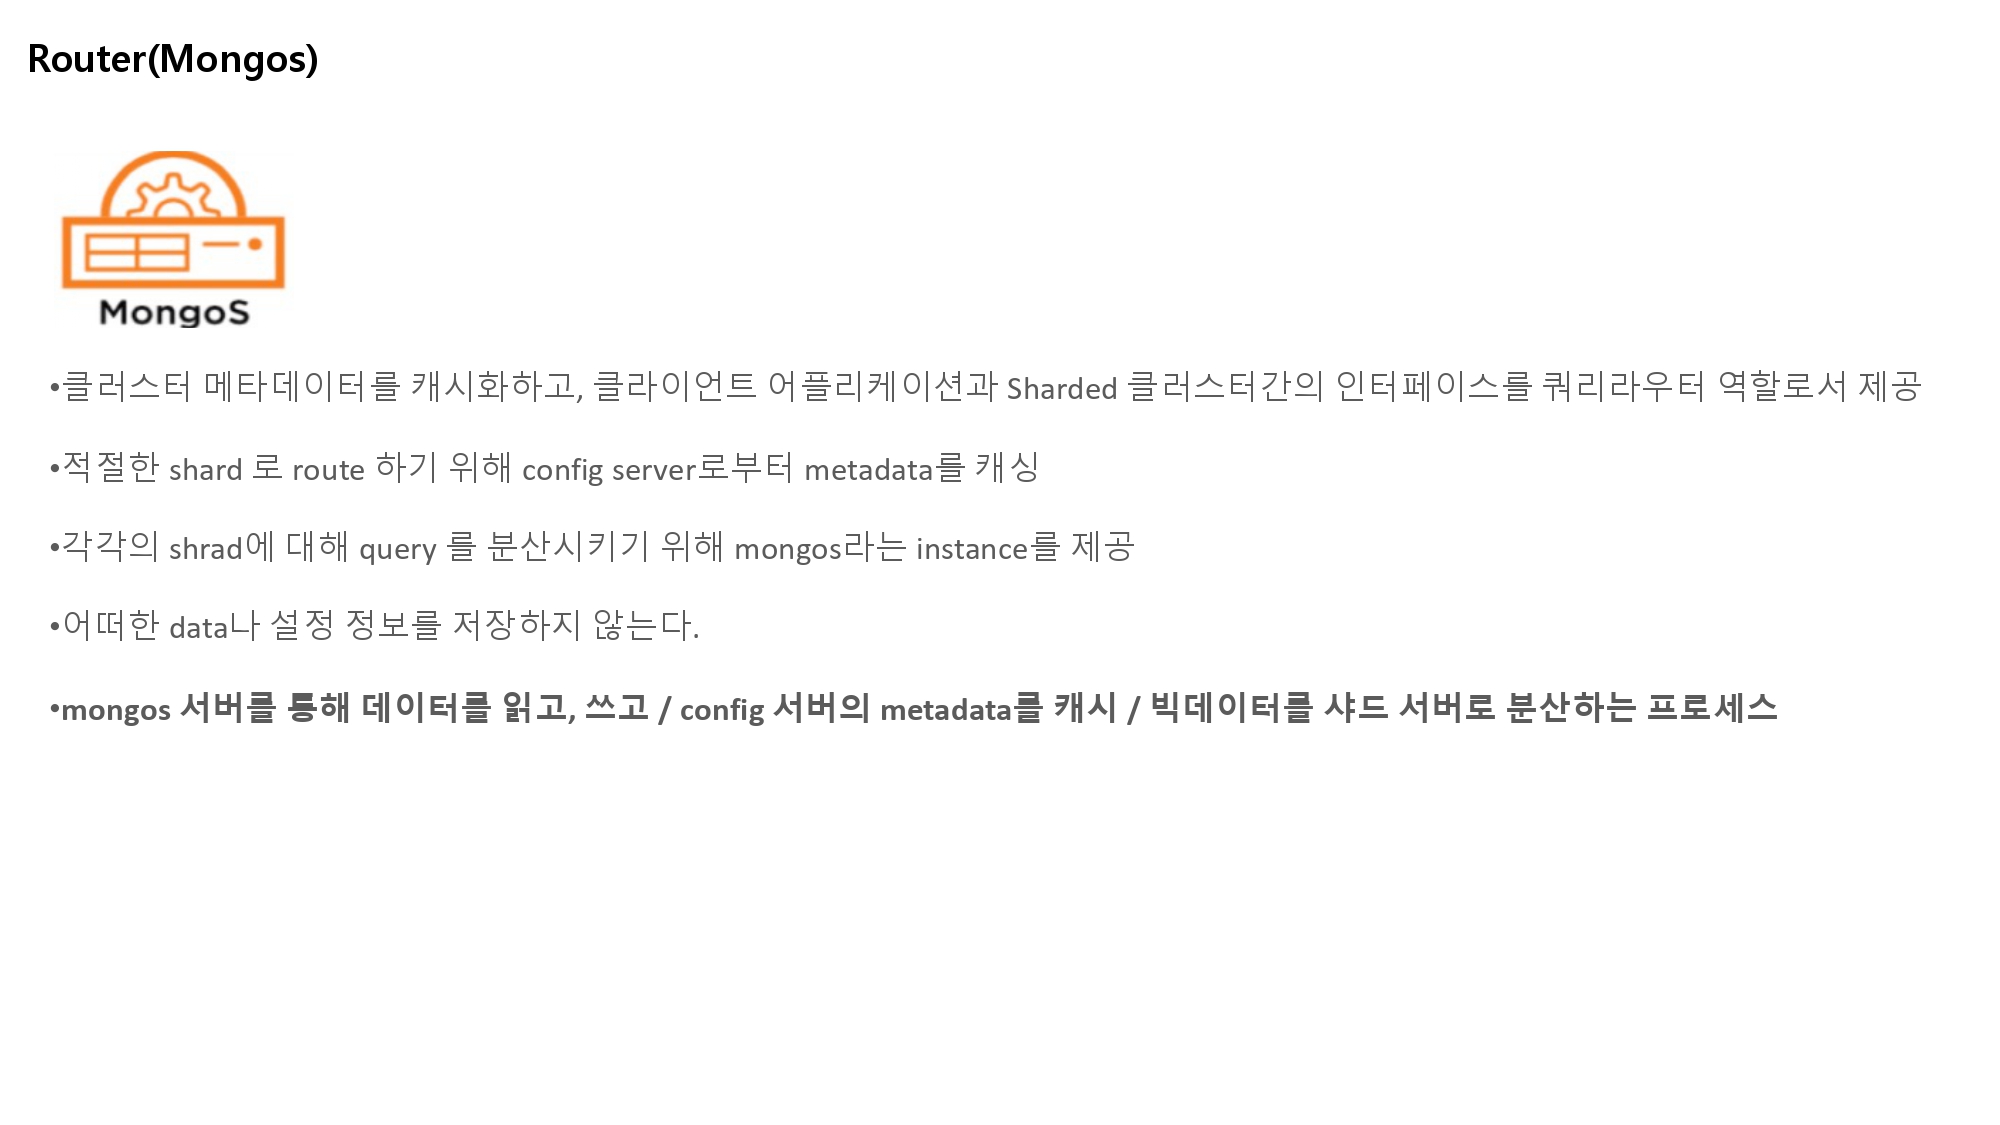 Router(Mongos)
MongoS
•클러스터 메타데이터를 캐시화하고, 클라이언트 어플리케이션과 Sharded 클러스터간의 인터페이스를 쿼리라우터 역할로서 제공
•적절한 shard 로 route 하기 위해 config server로부터 metadata를 캐싱
•각각의 shrad에 대해 query 를 분산시키기 위해 mongos라는 instance를 제공
•어떠한 data나 설정 정보를 저장하지 않는다.
•mongos 서버를 통해 데이터를 읽고, 쓰고 / config 서버의 metadata를 캐시 / 빅데이터를 샤드 서버로 분산하는 프로세스